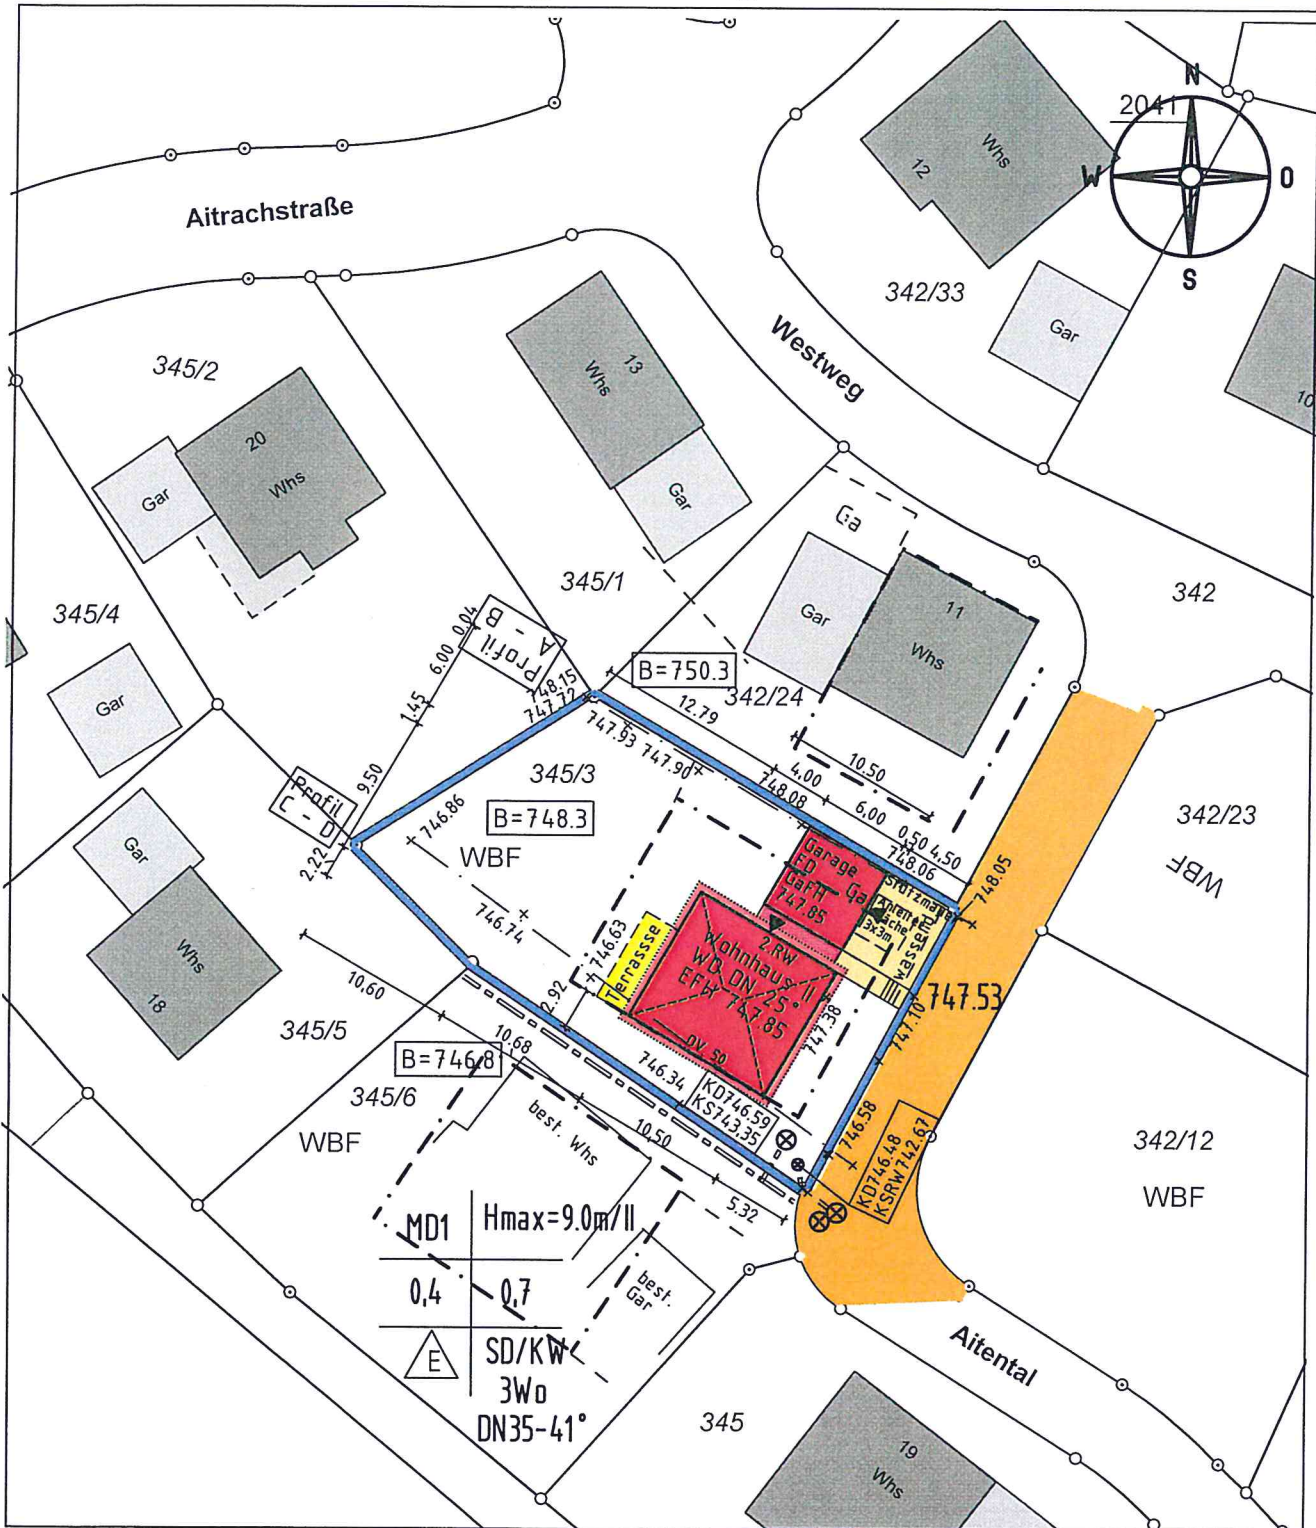 N
2041
W
O
S
Whs
12
Aitrachstraße
342/33
Gar
10
Westweg
345/2
13
Whs
20
Whs
Gar
Gar
Ga
342
345/1
345/4
11
Gar
Whs
Gar
0.04
6.00
1.45
9.50
2.22
Profil
A - B
748.15
747.72
B=750.3
342/24
12.79
747.93
747.90
10.50
4.00
6.00
0.50
4.50
748.08
748.06
748.05
345/3
B=748.3
WBF
746.86
746.74
Profil
C - D
342/23
WBF
Gar
Whs
18
Garage
FD
GaFH
747.85
Ga
Stützmauer
3x3m
wasser
746.63
Terrasse
2.92
2.RW
Wohnhaus II
WD DN 25°
EFH 747.85
747.38
747.10
747.53
10,60
345/5
10.68
B=746.8
345/6
WBF
746.34
KD746.59
KS743.35
746.58
KD746.48
KSRW742.67
best. Whs
10,50
5.32
342/12
WBF
MD1
Hmax=9.0m/II
0,4
0,7
E
SD/KW
3Wo
DN35-41°
best.
Gar
Aitental
345
19
Whs